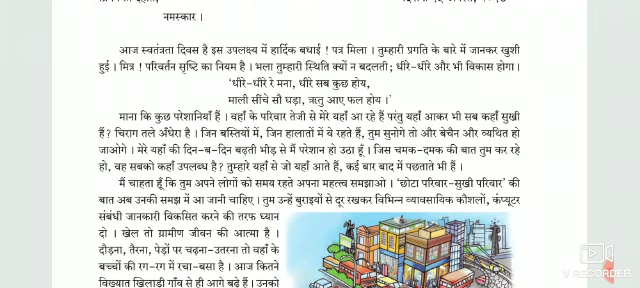 नमस्कार ।
आज स्वतंत्रता दिवस है इस उपलक्ष्य में हार्दिक बधाई ! पत्र मिला । तुम्हारी प्रगति के बारे में जानकर खुशी
हुई । मित्र ! परिवर्तन सृष्टि का नियम है । भला तुम्हारी स्थिति क्यों न बदलती; धीरे-धीरे और भी विकास होगा ।
‘धीरे-धीरे रे मना, धीरे सब कुछ होय,
माली सींचे सौ घड़ा, ऋतु आए फल होय ।’
माना कि कुछ परेशानियाँ हैं । वहाँ के परिवार तेजी से मेरे यहाँ आ रहे हैं परंतु यहाँ आकर भी सब कहाँ सुखी
हैं? चिराग तले अँधेरा है । जिन बस्तियों में, जिन हालातों में वे रहते हैं, तुम सुनोगे तो और बेचैन और व्यथित हो
जाओगे । मेरे यहाँ की दिन-ब-दिन बढ़ती भीड़ से मैं परेशान हो उठा हूँ । जिस चमक-दमक की बात तुम कर रहे
हो, वह सबको कहाँ उपलब्ध है? तुम्हारे यहाँ से जो यहाँ आते हैं, कई बार बाद में पछताते भी हैं ।
मैं चाहता हूँ कि तुम अपने लोगों को समय रहते अपना महत्त्व समझाओ । ‘छोटा परिवार-सुखी परिवार’ की
बात अब उनकी समझ में आ जानी चाहिए । तुम उन्हें बुराइयों से दूर रखकर विभिन्न व्यावसायिक कौशलों, कंप्यूटर
संबंधी जानकारी विकसित करने की तरफ ध्यान
दो । खेल तो ग्रामीण जीवन की आत्मा है ।
दौड़ना, तैरना, पेड़ों पर चढ़ना-उतरना तो वहाँ के
बच्चों की रग-रग में रचा-बसा है । आज कितने
विख्यात खिलाड़ी गाँव से ही आगे बढ़े हैं । उनको
V RECORDER